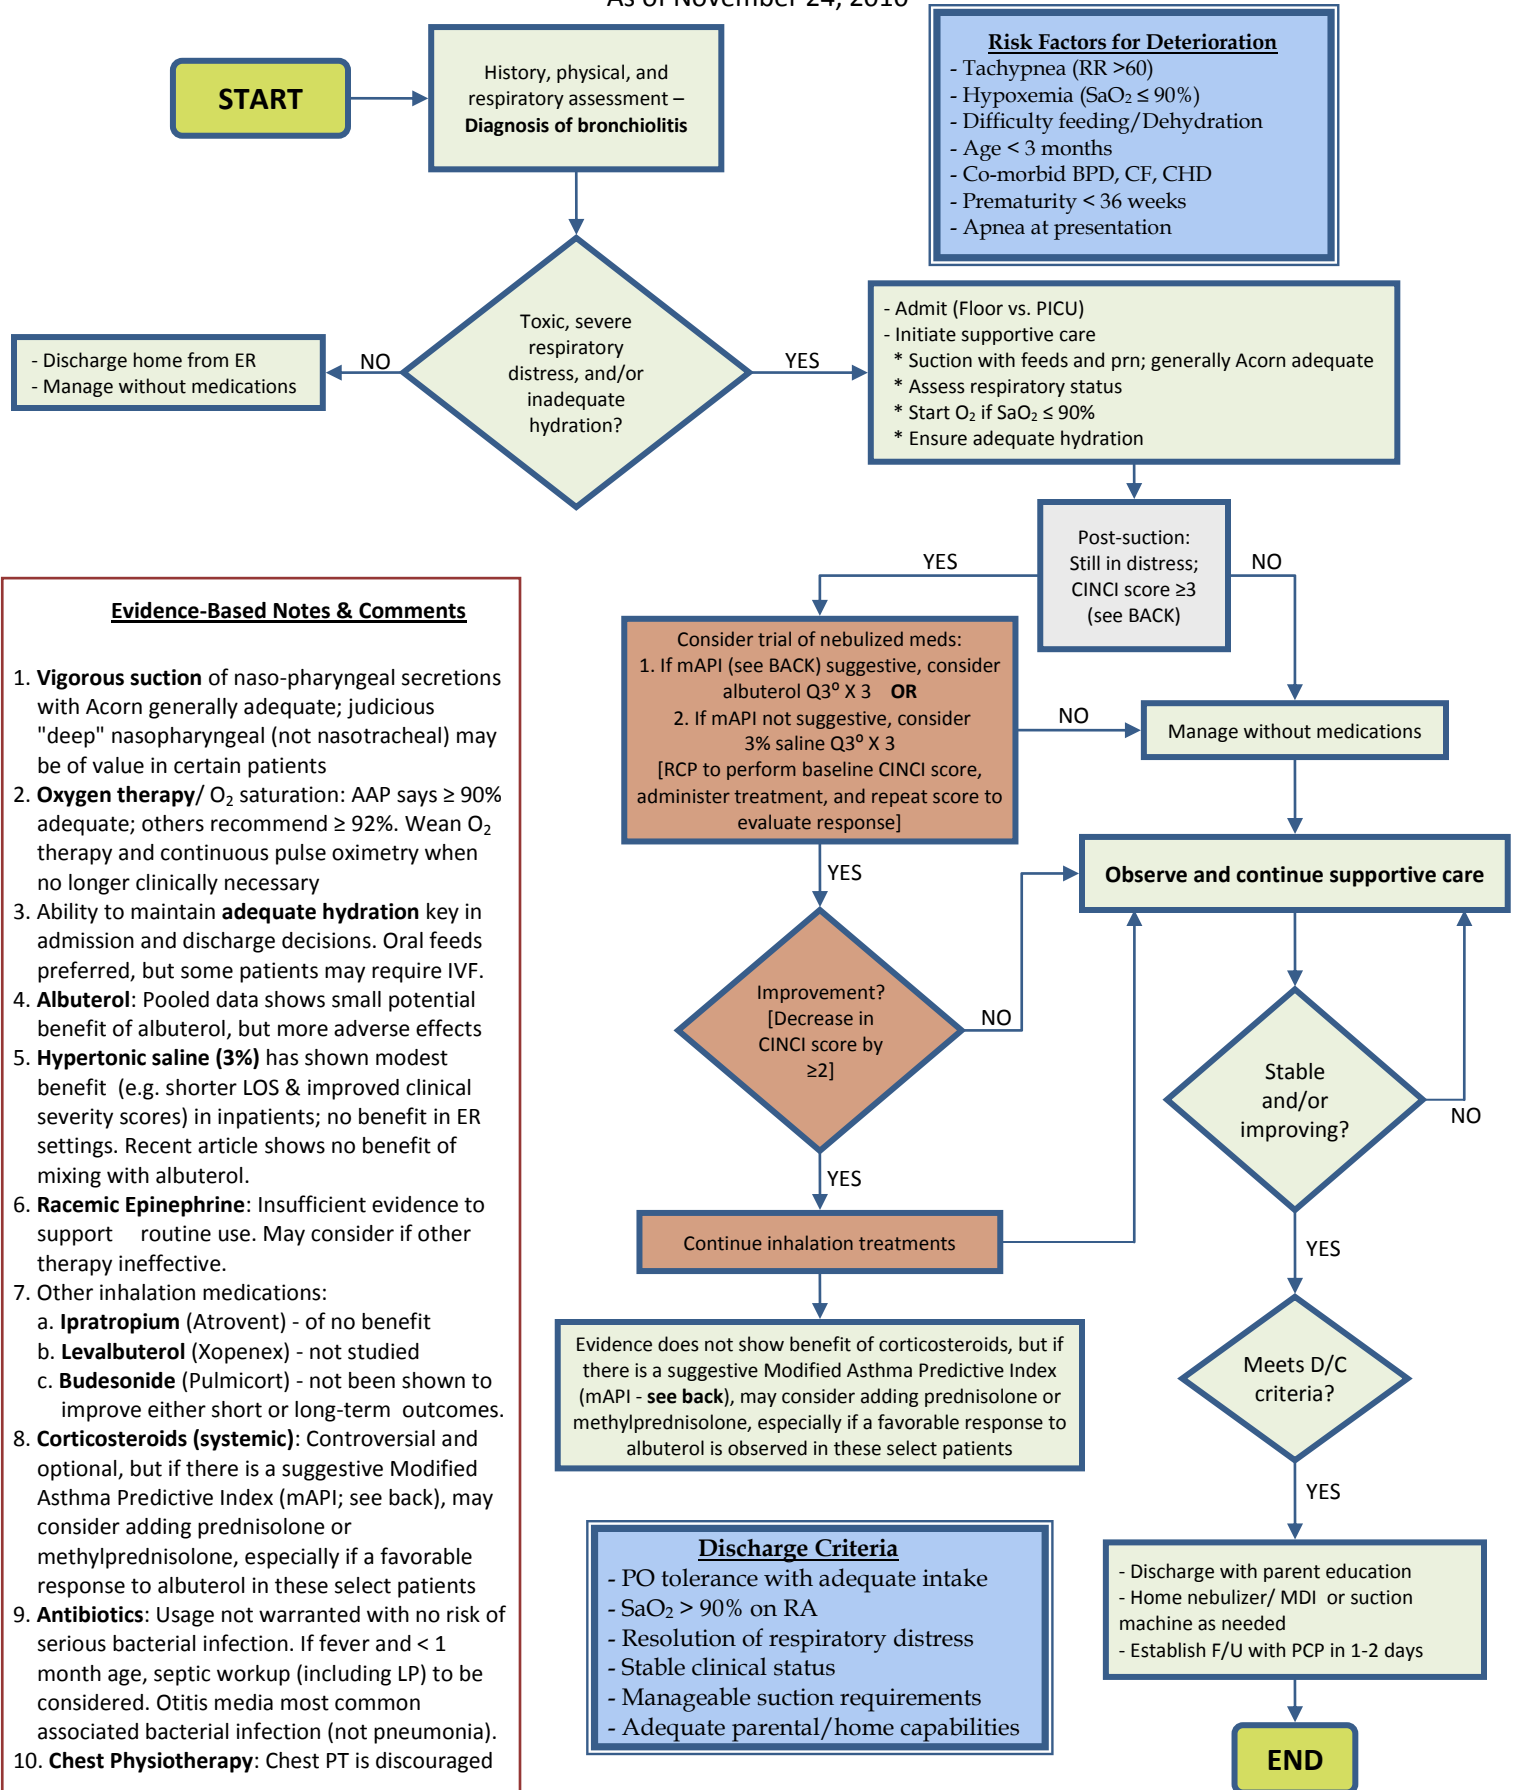 As of November 24, 2010
START
History, physical, and
respiratory assessment –
Diagnosis of bronchiolitis
Risk Factors for Deterioration
- Tachypnea (RR >60)
- Hypoxemia (SaO₂ ≤ 90%)
- Difficulty feeding/Dehydration
- Age < 3 months
- Co-morbid BPD, CF, CHD
- Prematurity < 36 weeks
- Apnea at presentation
Toxic, severe
respiratory
distress, and/or
inadequate
hydration?
NO
- Discharge home from ER
- Manage without medications
YES
- Admit (Floor vs. PICU)
- Initiate supportive care
* Suction with feeds and prn; generally Acorn adequate
* Assess respiratory status
* Start O₂ if SaO₂ ≤ 90%
* Ensure adequate hydration
Post-suction:
Still in distress;
CINCI score ≥3
(see BACK)
YES
NO
Consider trial of nebulized meds:
1. If mAPI (see BACK) suggestive, consider
albuterol Q3⁰ X 3 OR
2. If mAPI not suggestive, consider
3% saline Q3⁰ X 3
[RCP to perform baseline CINCI score,
administer treatment, and repeat score to
evaluate response]
NO
Manage without medications
YES
Observe and continue supportive care
Improvement?
[Decrease in
CINCI score by
≥2]
NO
Stable
and/or
improving?
NO
YES
Continue inhalation treatments
YES
Evidence does not show benefit of corticosteroids, but if
there is a suggestive Modified Asthma Predictive Index
(mAPI - see back), may consider adding prednisolone or
methylprednisolone, especially if a favorable response to
albuterol is observed in these select patients
Meets D/C
criteria?
YES
- Discharge with parent education
- Home nebulizer/ MDI or suction
machine as needed
- Establish F/U with PCP in 1-2 days
END
Discharge Criteria
- PO tolerance with adequate intake
- SaO₂ > 90% on RA
- Resolution of respiratory distress
- Stable clinical status
- Manageable suction requirements
- Adequate parental/home capabilities
Evidence-Based Notes & Comments
1. Vigorous suction of naso-pharyngeal secretions
with Acorn generally adequate; judicious
"deep" nasopharyngeal (not nasotracheal) may
be of value in certain patients
2. Oxygen therapy/ O₂ saturation: AAP says ≥ 90%
adequate; others recommend ≥ 92%. Wean O₂
therapy and continuous pulse oximetry when
no longer clinically necessary
3. Ability to maintain adequate hydration key in
admission and discharge decisions. Oral feeds
preferred, but some patients may require IVF.
4. Albuterol: Pooled data shows small potential
benefit of albuterol, but more adverse effects
5. Hypertonic saline (3%) has shown modest
benefit (e.g. shorter LOS & improved clinical
severity scores) in inpatients; no benefit in ER
settings. Recent article shows no benefit of
mixing with albuterol.
6. Racemic Epinephrine: Insufficient evidence to
support routine use. May consider if other
therapy ineffective.
7. Other inhalation medications:
a. Ipratropium (Atrovent) - of no benefit
b. Levalbuterol (Xopenex) - not studied
c. Budesonide (Pulmicort) - not been shown to
improve either short or long-term outcomes.
8. Corticosteroids (systemic): Controversial and
optional, but if there is a suggestive Modified
Asthma Predictive Index (mAPI; see back), may
consider adding prednisolone or
methylprednisolone, especially if a favorable
response to albuterol in these select patients
9. Antibiotics: Usage not warranted with no risk of
serious bacterial infection. If fever and < 1
month age, septic workup (including LP) to be
considered. Otitis media most common
associated bacterial infection (not pneumonia).
10. Chest Physiotherapy: Chest PT is discouraged